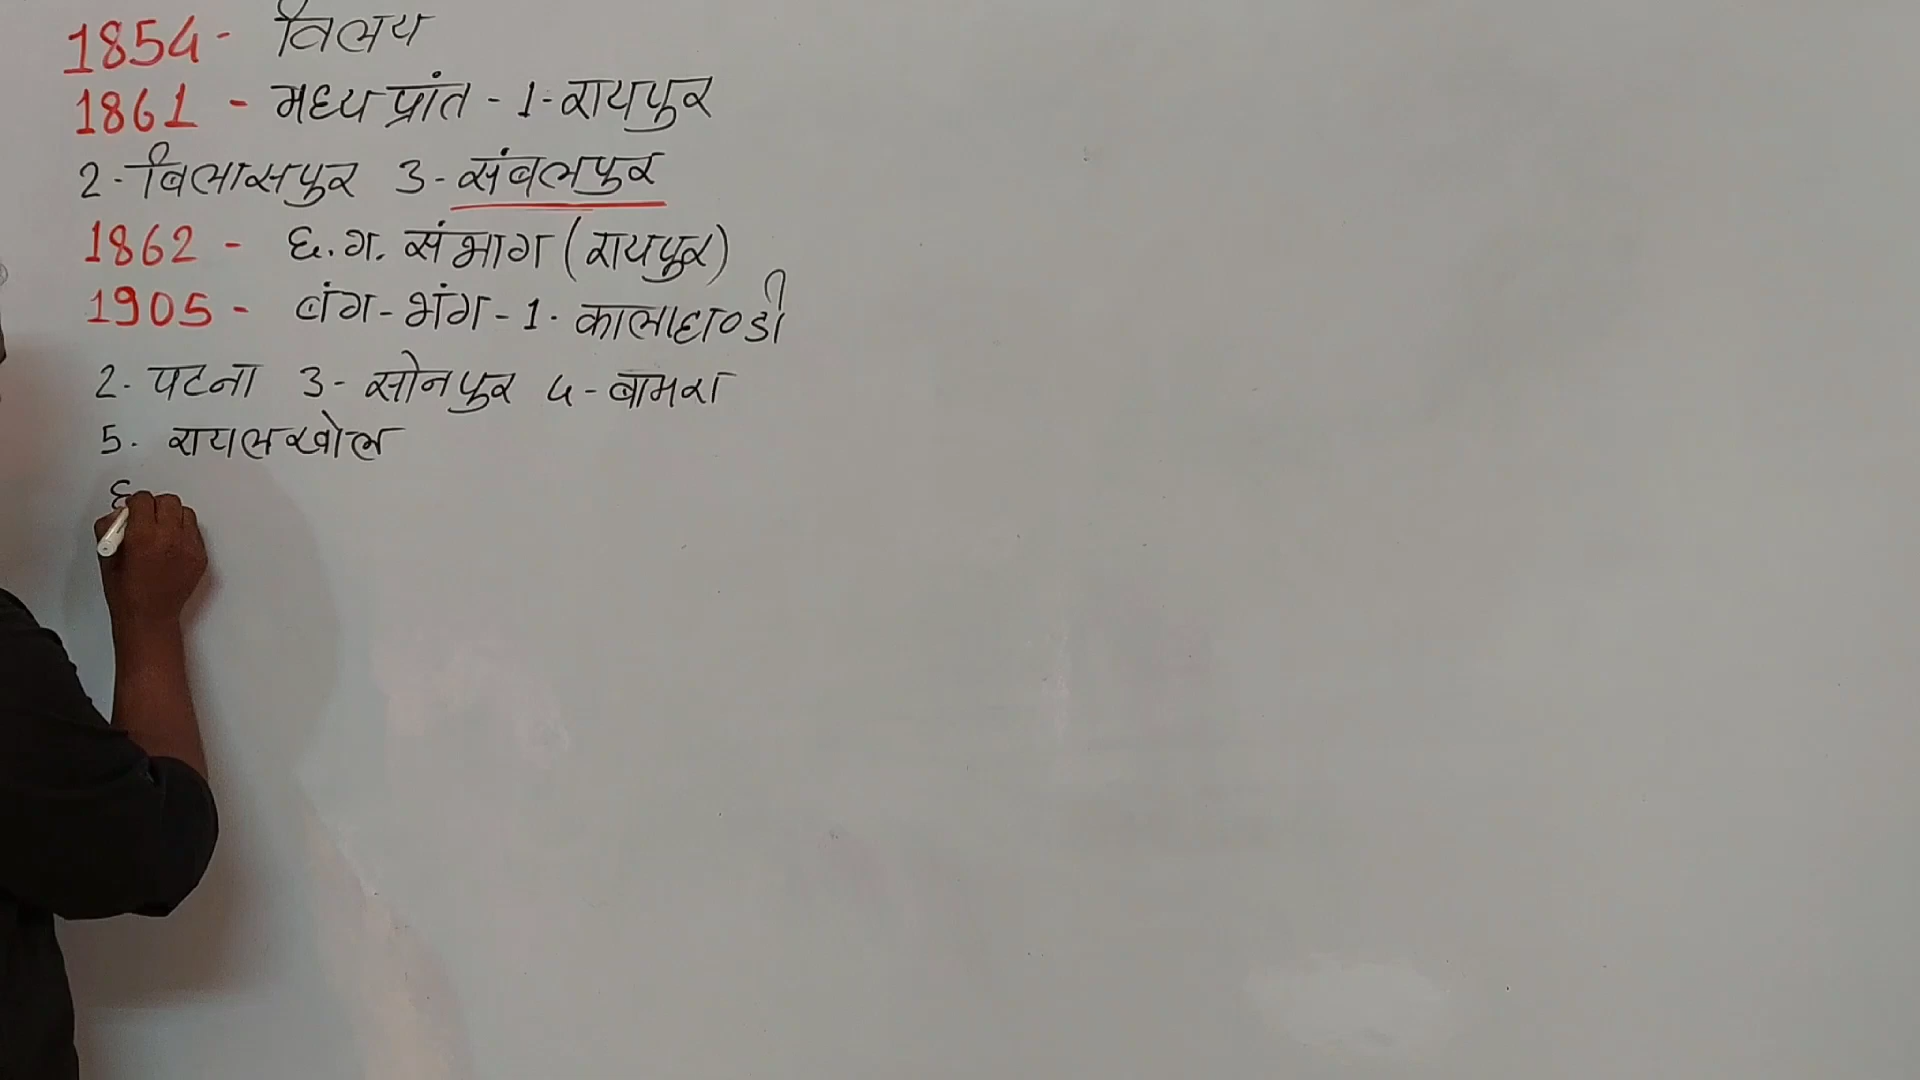 1854- विलय
1861 - मध्य प्रांत - 1-रायपुर
2-बिलासपुर 3-संबलपुर
1862 - छ.ग. संभाग (रायपुर)
1905 - बंग-भंग-1. कालाहाण्डी
2. पटना 3- सोनपुर 4-बामरा
5. रायलखोल
छ